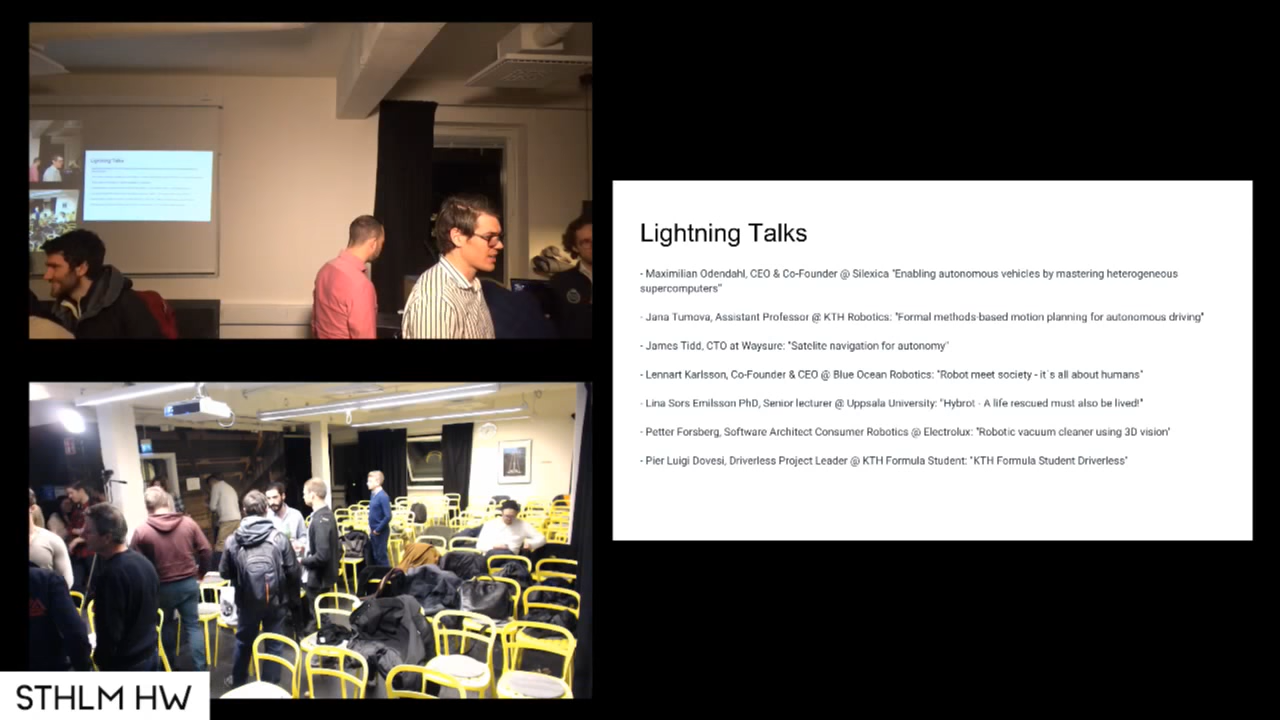 Lightning Talks
- Maximilian Odendahl, CEO & Co-Founder @ Silexica "Enabling autonomous vehicles by mastering heterogeneous
supercomputers"
- Jana Tumova, Assistant Professor @ KTH Robotics: "Formal methods-based motion planning for autonomous driving"
- James Tidd, CTO at Waysure: "Satelite navigation for autonomy"
- Lennart Karlsson, Co-Founder & CEO @ Blue Ocean Robotics: "Robot meet society - it´s all about humans"
- Lina Sors Emilsson PhD, Senior lecturer @ Uppsala University: "Hybrot - A life rescued must also be lived!"
- Petter Forsberg, Software Architect Consumer Robotics @ Electrolux: "Robotic vacuum cleaner using 3D vision"
- Pier Luigi Dovesi, Driverless Project Leader @ KTH Formula Student: "KTH Formula Student Driverless"
Lightning Talks
STHLM HW